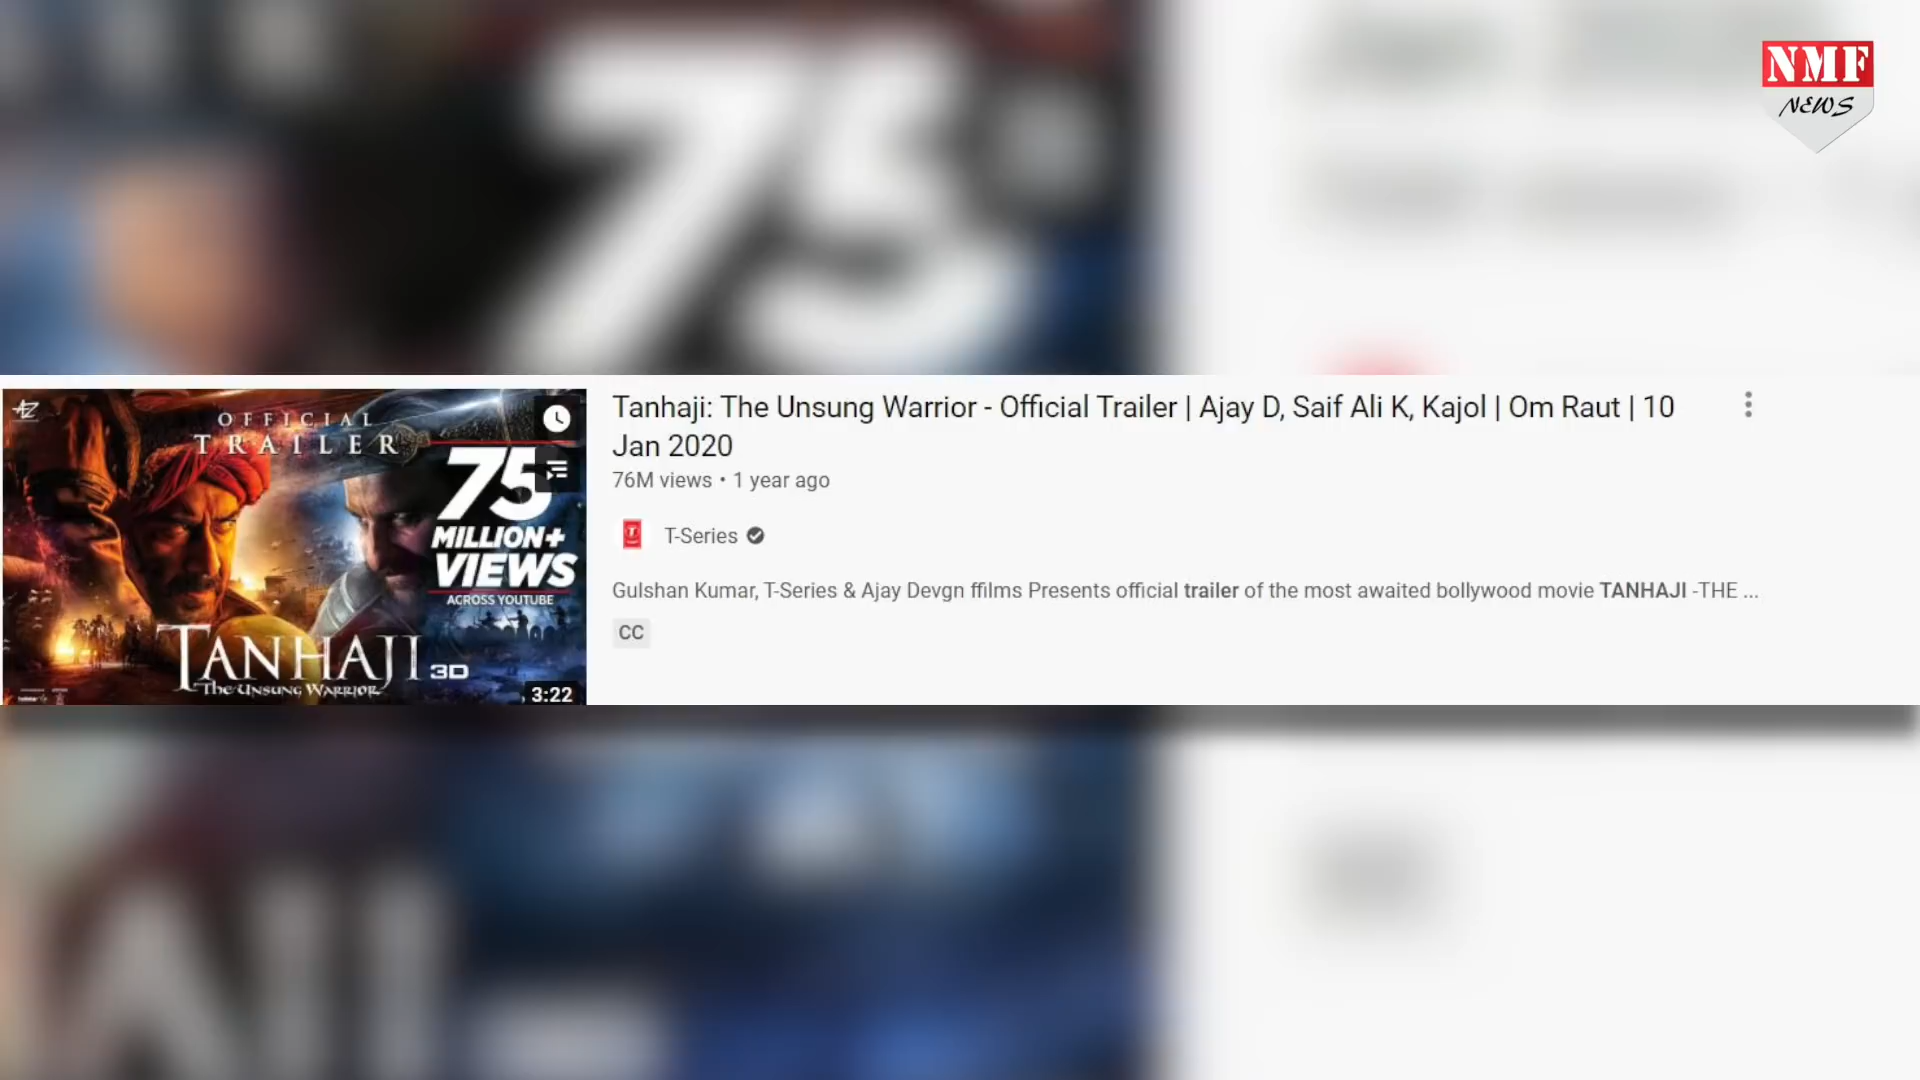 NMF
NEWS
OFFICIAL
TRAILER
75
MILLION+
VIEWS
ACROSS YOUTUBE
TANHAJI 3D
The Unsung Warrior
3:22
Tanhaji: The Unsung Warrior - Official Trailer | Ajay D, Saif Ali K, Kajol | Om Raut | 10
Jan 2020
76M views • 1 year ago
T-Series
Gulshan Kumar, T-Series & Ajay Devgn ffilms Presents official trailer of the most awaited bollywood movie TANHAJI -THE ...
CC